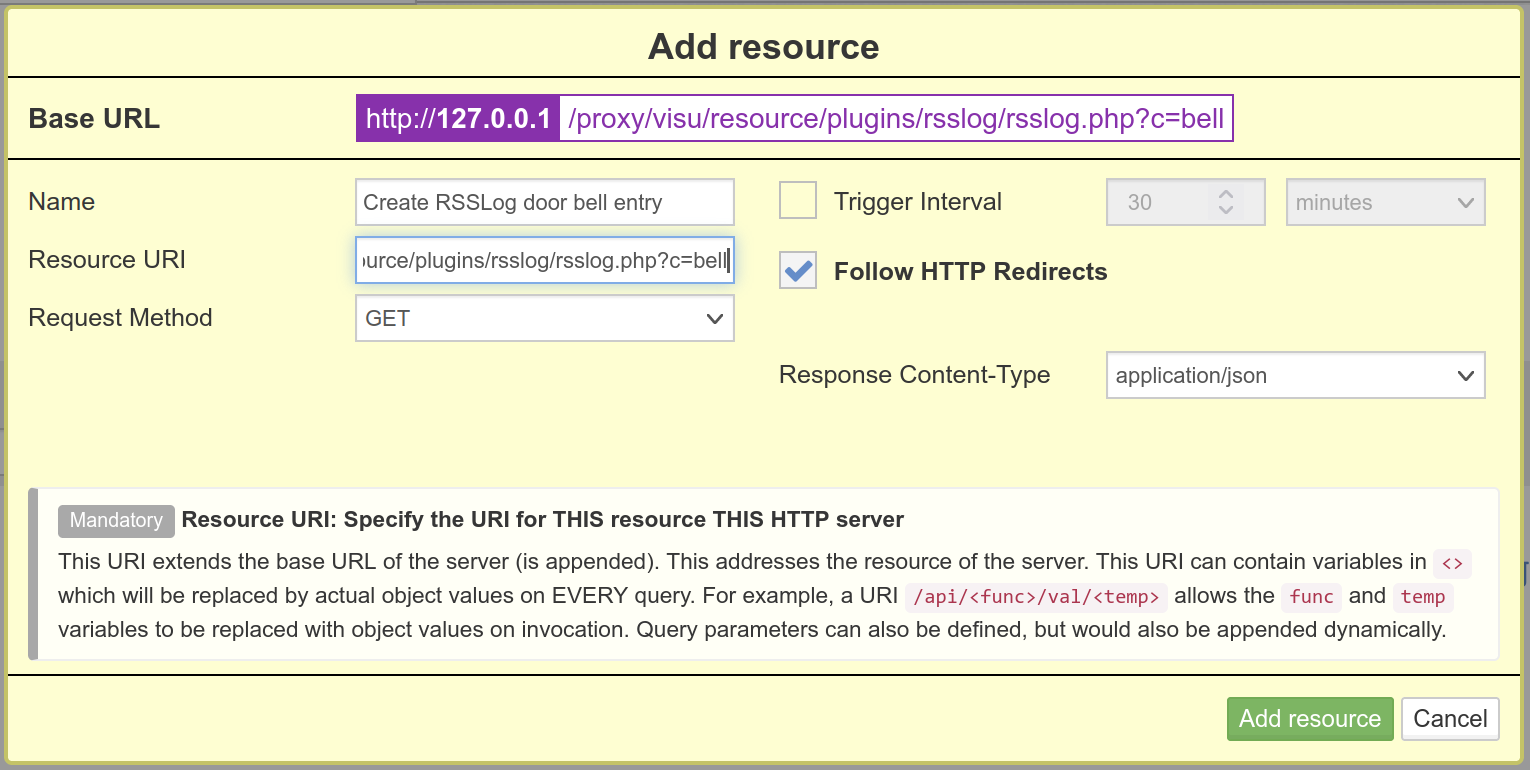 Add resource
Base URL http://127.0.0.1 /proxy/visu/resource/plugins/rsslog/rsslog.php?c=bell
Name Create RSSLog door bell entry Trigger Interval 30 minutes
Resource URI ource/plugins/rsslog/rsslog.php?c=bell Follow HTTP Redirects
Request Method GET
Response Content-Type application/json
Mandatory Resource URI: Specify the URI for THIS resource THIS HTTP server
This URI extends the base URL of the server (is appended). This addresses the resource of the server. This URI can contain variables in <>
which will be replaced by actual object values on EVERY query. For example, a URI /api/<func>/val/<temp> allows the func and temp
variables to be replaced with object values on invocation. Query parameters can also be defined, but would also be appended dynamically.
Add resource Cancel